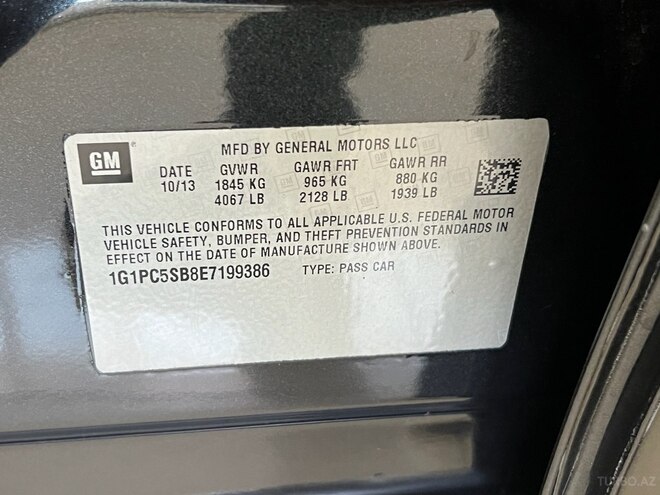 GM
MFD BY GENERAL MOTORS LLC
DATE GVWR GAWR FRT GAWR RR
10/13 1845 KG 965 KG 880 KG
4067 LB 2128 LB 1939 LB
THIS VEHICLE CONFORMS TO ALL APPLICABLE U.S. FEDERAL MOTOR
VEHICLE SAFETY, BUMPER, AND THEFT PREVENTION STANDARDS IN
EFFECT ON THE DATE OF MANUFACTURE SHOWN ABOVE.
1G1PC5SB8E7199386 TYPE: PASS CAR
TURBO.AZ